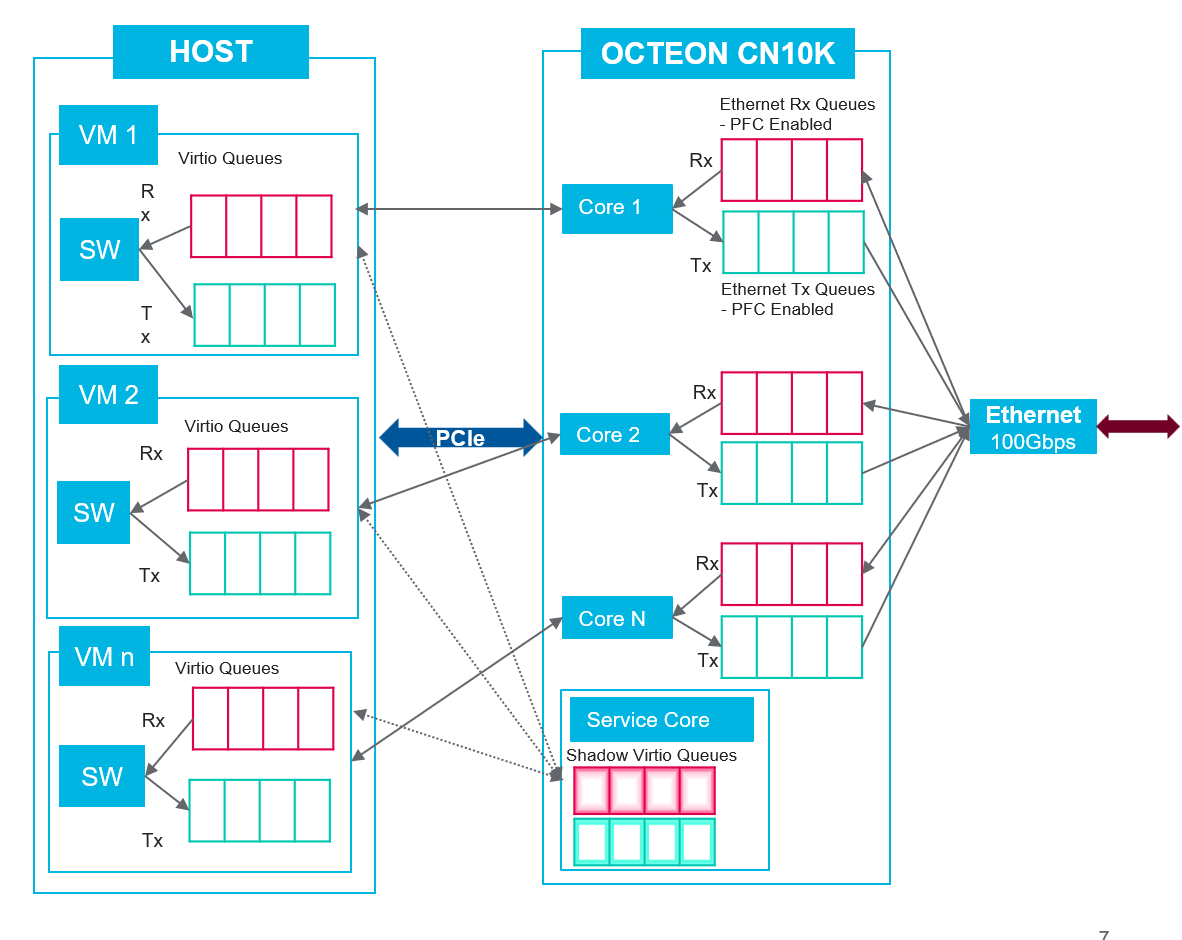 HOST
VM 1
Virtio Queues
R
x
SW
T
x
VM 2
Virtio Queues
Rx
SW
Tx
VM n
Virtio Queues
Rx
SW
Tx
PCIe
OCTEON CN10K
Ethernet Rx Queues
- PFC Enabled
Rx
Core 1
Tx
Ethernet Tx Queues
- PFC Enabled
Rx
Core 2
Tx
Rx
Core N
Tx
Service Core
Shadow Virtio Queues
Ethernet
100Gbps
7